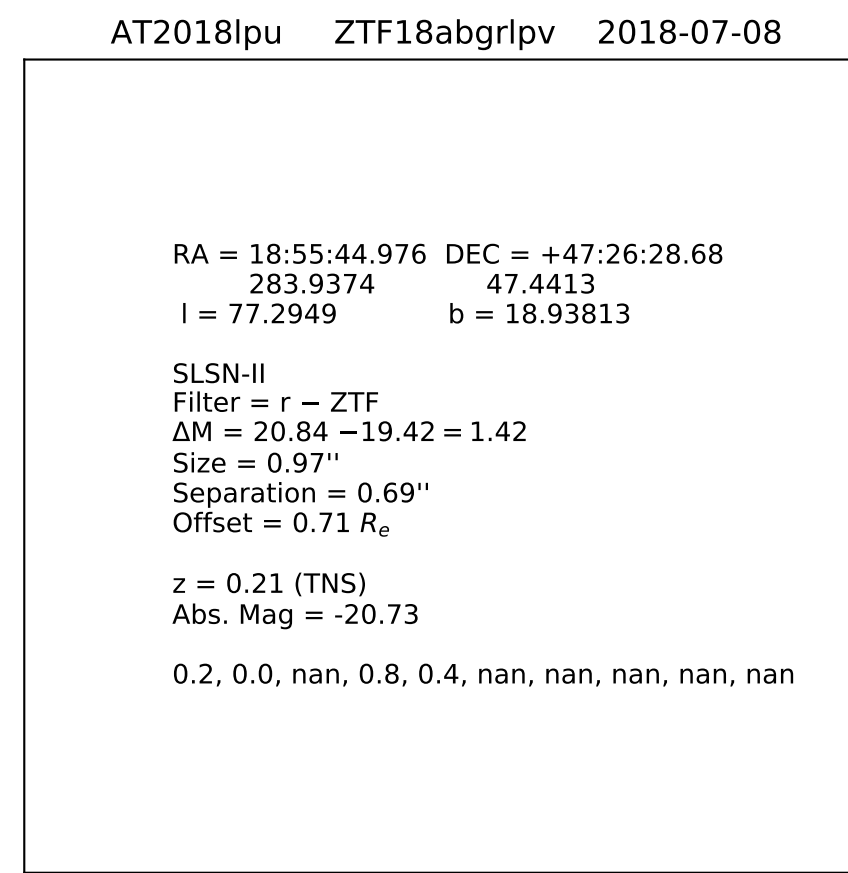 AT2018lpu ZTF18abgrlpv 2018-07-08
RA = 18:55:44.976 DEC = +47:26:28.68
283.9374 47.4413
l = 77.2949 b = 18.93813
SLSN-II
Filter = r − ZTF
ΔM = 20.84 −19.42 = 1.42
Size = 0.97''
Separation = 0.69''
Offset = 0.71 Re
z = 0.21 (TNS)
Abs. Mag = -20.73
0.2, 0.0, nan, 0.8, 0.4, nan, nan, nan, nan, nan